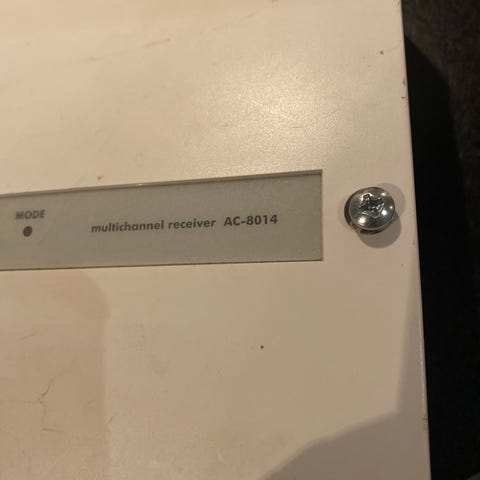 MODE
multichannel receiver AC-8014